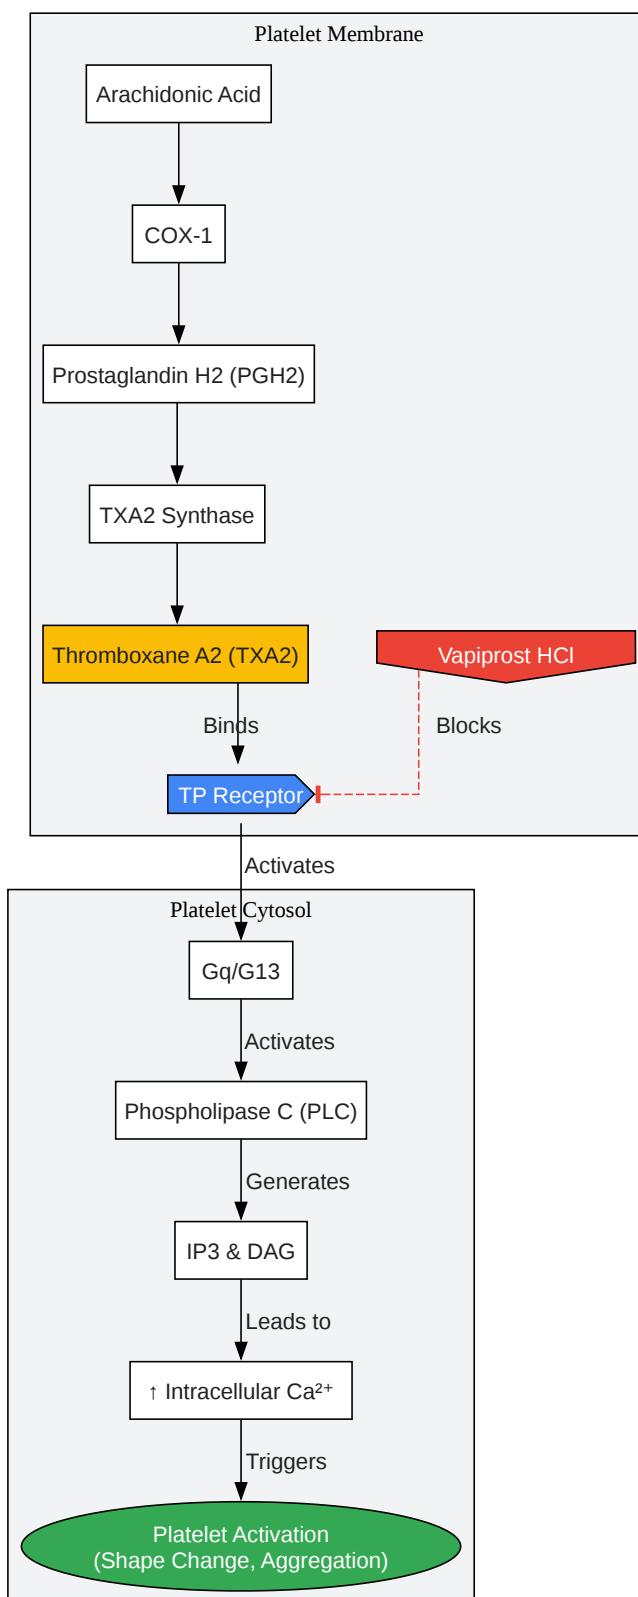 Platelet Membrane
Arachidonic Acid
COX-1
Prostaglandin H2 (PGH2)
TXA2 Synthase
Thromboxane A2 (TXA2)
Vapiprost HCl
Binds
Blocks
TP Receptor
Activates
Platelet Cytosol
Gq/G13
Activates
Phospholipase C (PLC)
Generates
IP3 & DAG
Leads to
↑ Intracellular Ca²⁺
Triggers
Platelet Activation
(Shape Change, Aggregation)